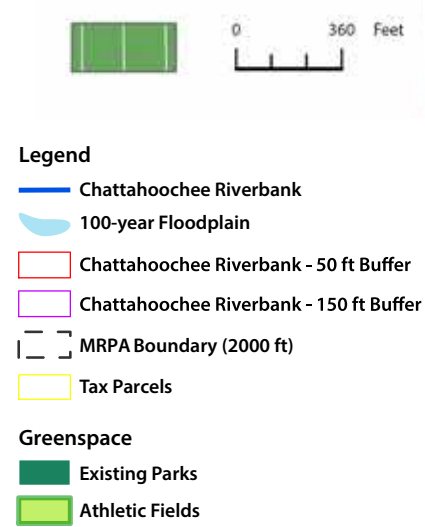 0 360 Feet
Legend
Chattahoochee Riverbank
100-year Floodplain
Chattahoochee Riverbank - 50 ft Buffer
Chattahoochee Riverbank - 150 ft Buffer
MRPA Boundary (2000 ft)
Tax Parcels
Greenspace
Existing Parks
Athletic Fields